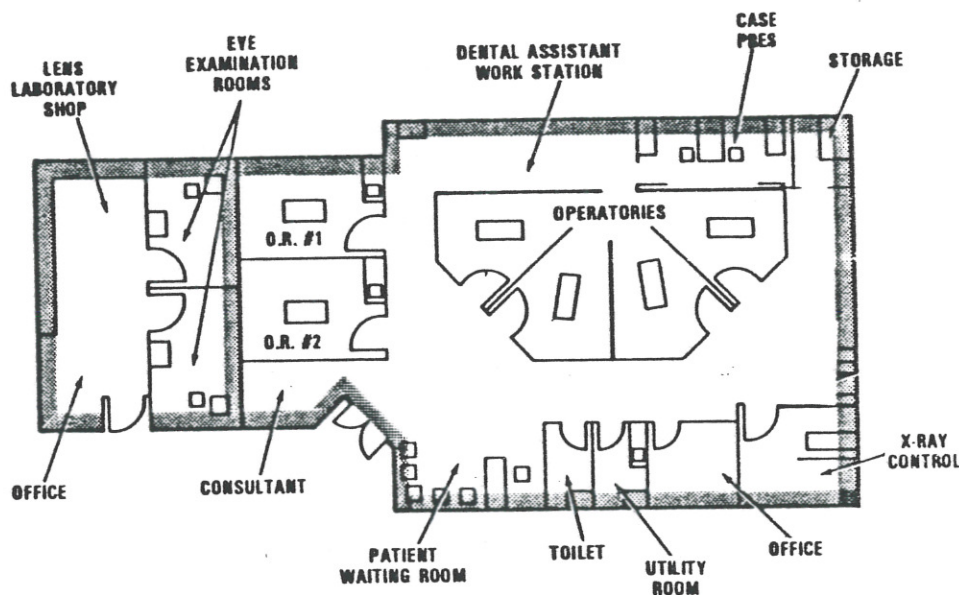 CASE
PRES
EYE
EXAMINATION
ROOMS
DENTAL ASSISTANT
WORK STATION
STORAGE
LENS
LABORATORY
SHOP
OPERATORIES
O.R. #1
O.R. #2
OFFICE
CONSULTANT
X-RAY
CONTROL
PATIENT
WAITING ROOM
TOILET
UTILITY
ROOM
OFFICE